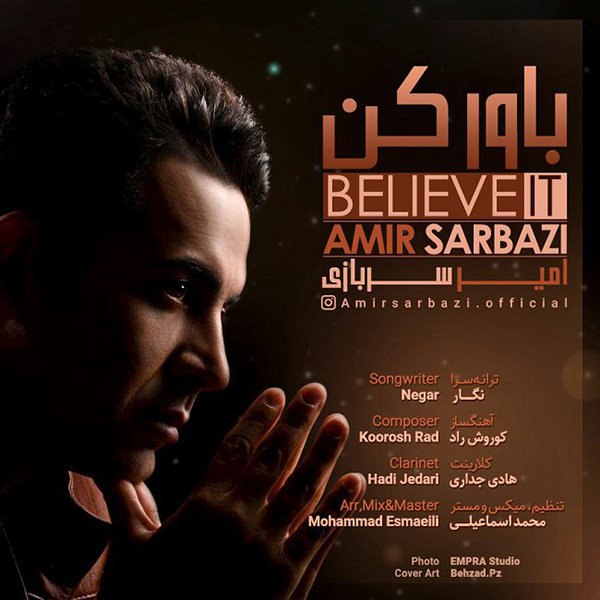 باور کن
BELIEVE IT
AMIR SARBAZI
امیر سربازی
Amirsarbazi.official
Songwriter ترانه‌سرا
Negar نگار
Composer آهنگساز
Koorosh Rad کوروش راد
Clarinet کلارینت
Hadi Jedari هادی جداری
Arr,Mix&Master تنظیم، میکس و مستر
Mohammad Esmaeili محمد اسماعیلی
Photo EMPRA Studio
Cover Art Behzad.Pz